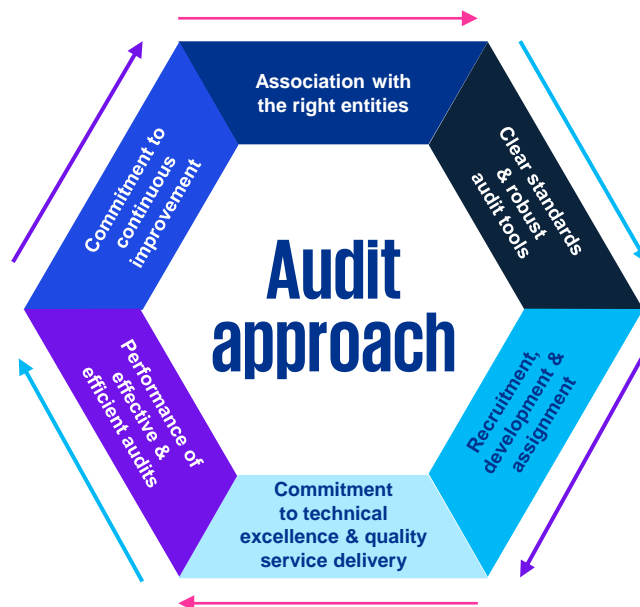 Association with
the right entities
Clear standards
& robust
audit tools
Recruitment,
development &
assignment
Commitment
to technical
excellence & quality
service delivery
Performance of
effective &
efficient audits
Commitment to
continuous
improvement
Audit
approach